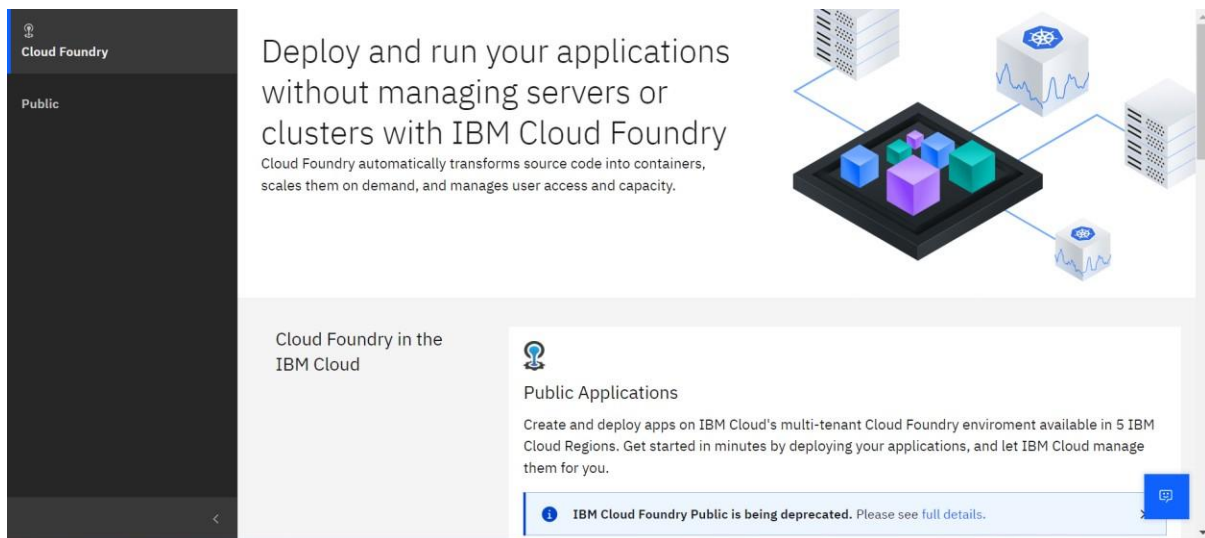 Cloud Foundry
Public
Deploy and run your applications
without managing servers or
clusters with IBM Cloud Foundry
Cloud Foundry automatically transforms source code into containers,
scales them on demand, and manages user access and capacity.
Cloud Foundry in the
IBM Cloud
Public Applications
Create and deploy apps on IBM Cloud's multi-tenant Cloud Foundry enviroment available in 5 IBM
Cloud Regions. Get started in minutes by deploying your applications, and let IBM Cloud manage
them for you.
IBM Cloud Foundry Public is being deprecated. Please see full details.